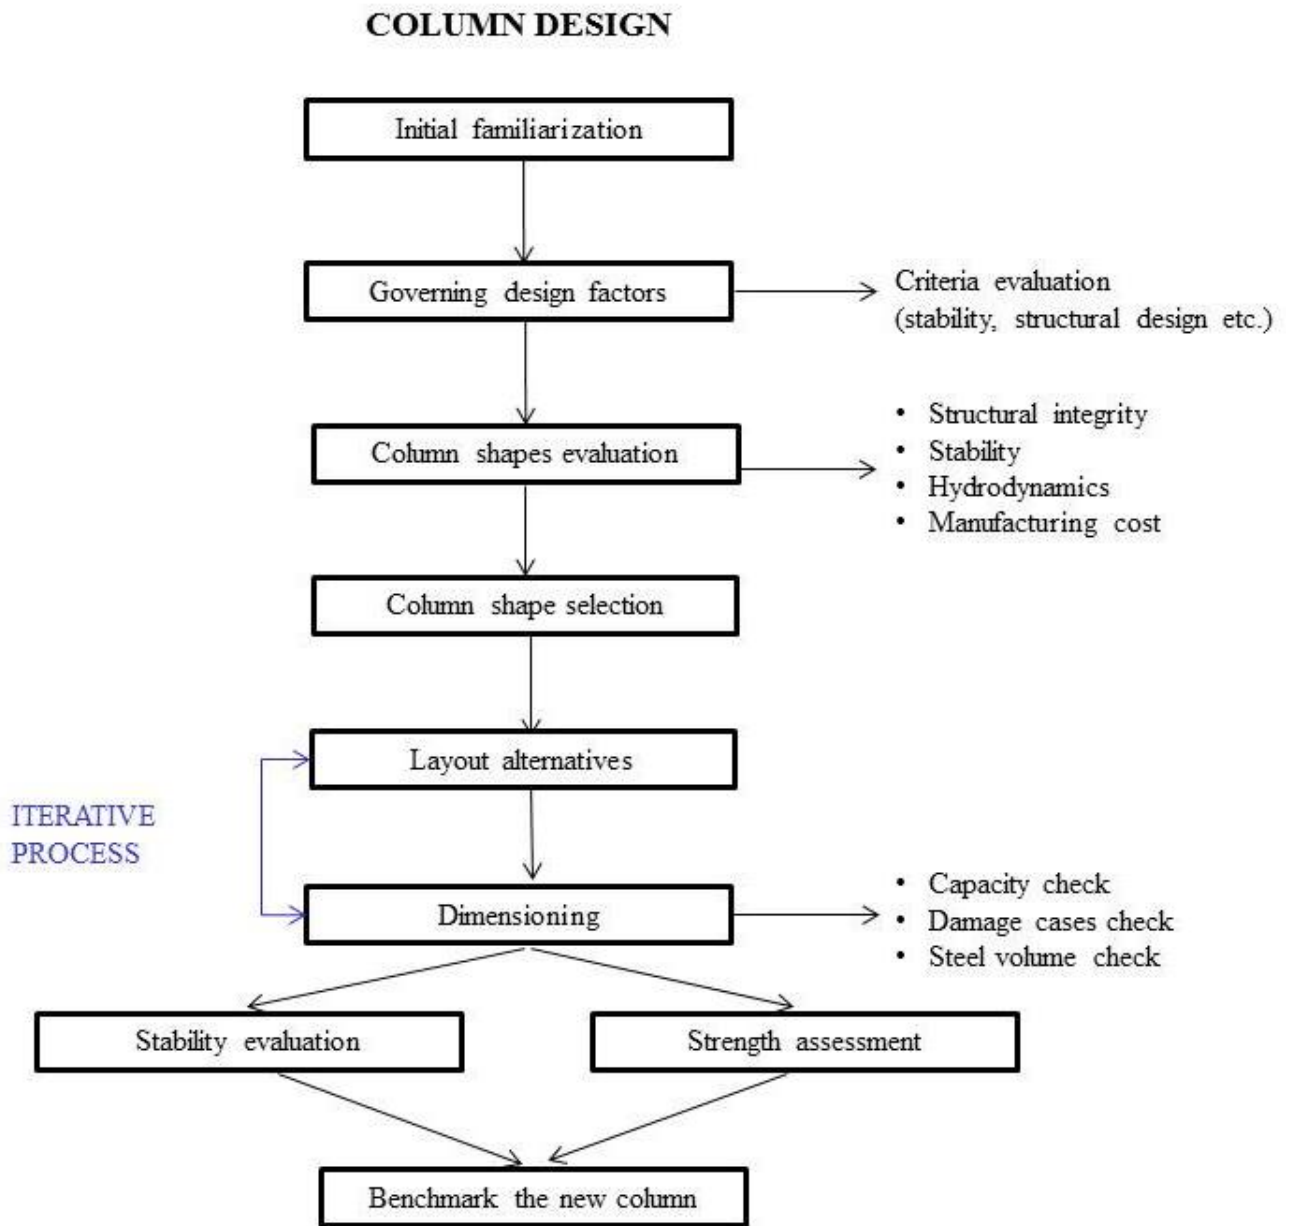 COLUMN DESIGN
Initial familiarization
Governing design factors
Criteria evaluation
(stability, structural design etc.)
Column shapes evaluation
• Structural integrity
• Stability
• Hydrodynamics
• Manufacturing cost
Column shape selection
Layout alternatives
ITERATIVE
PROCESS
Dimensioning
• Capacity check
• Damage cases check
• Steel volume check
Stability evaluation
Strength assessment
Benchmark the new column